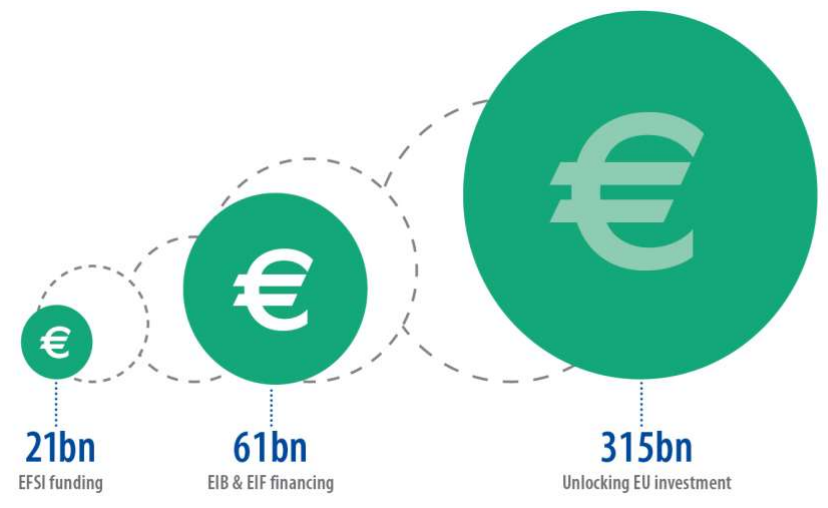 €
€
€
21bn
EFSI funding
61bn
EIB & EIF financing
315bn
Unlocking EU investment